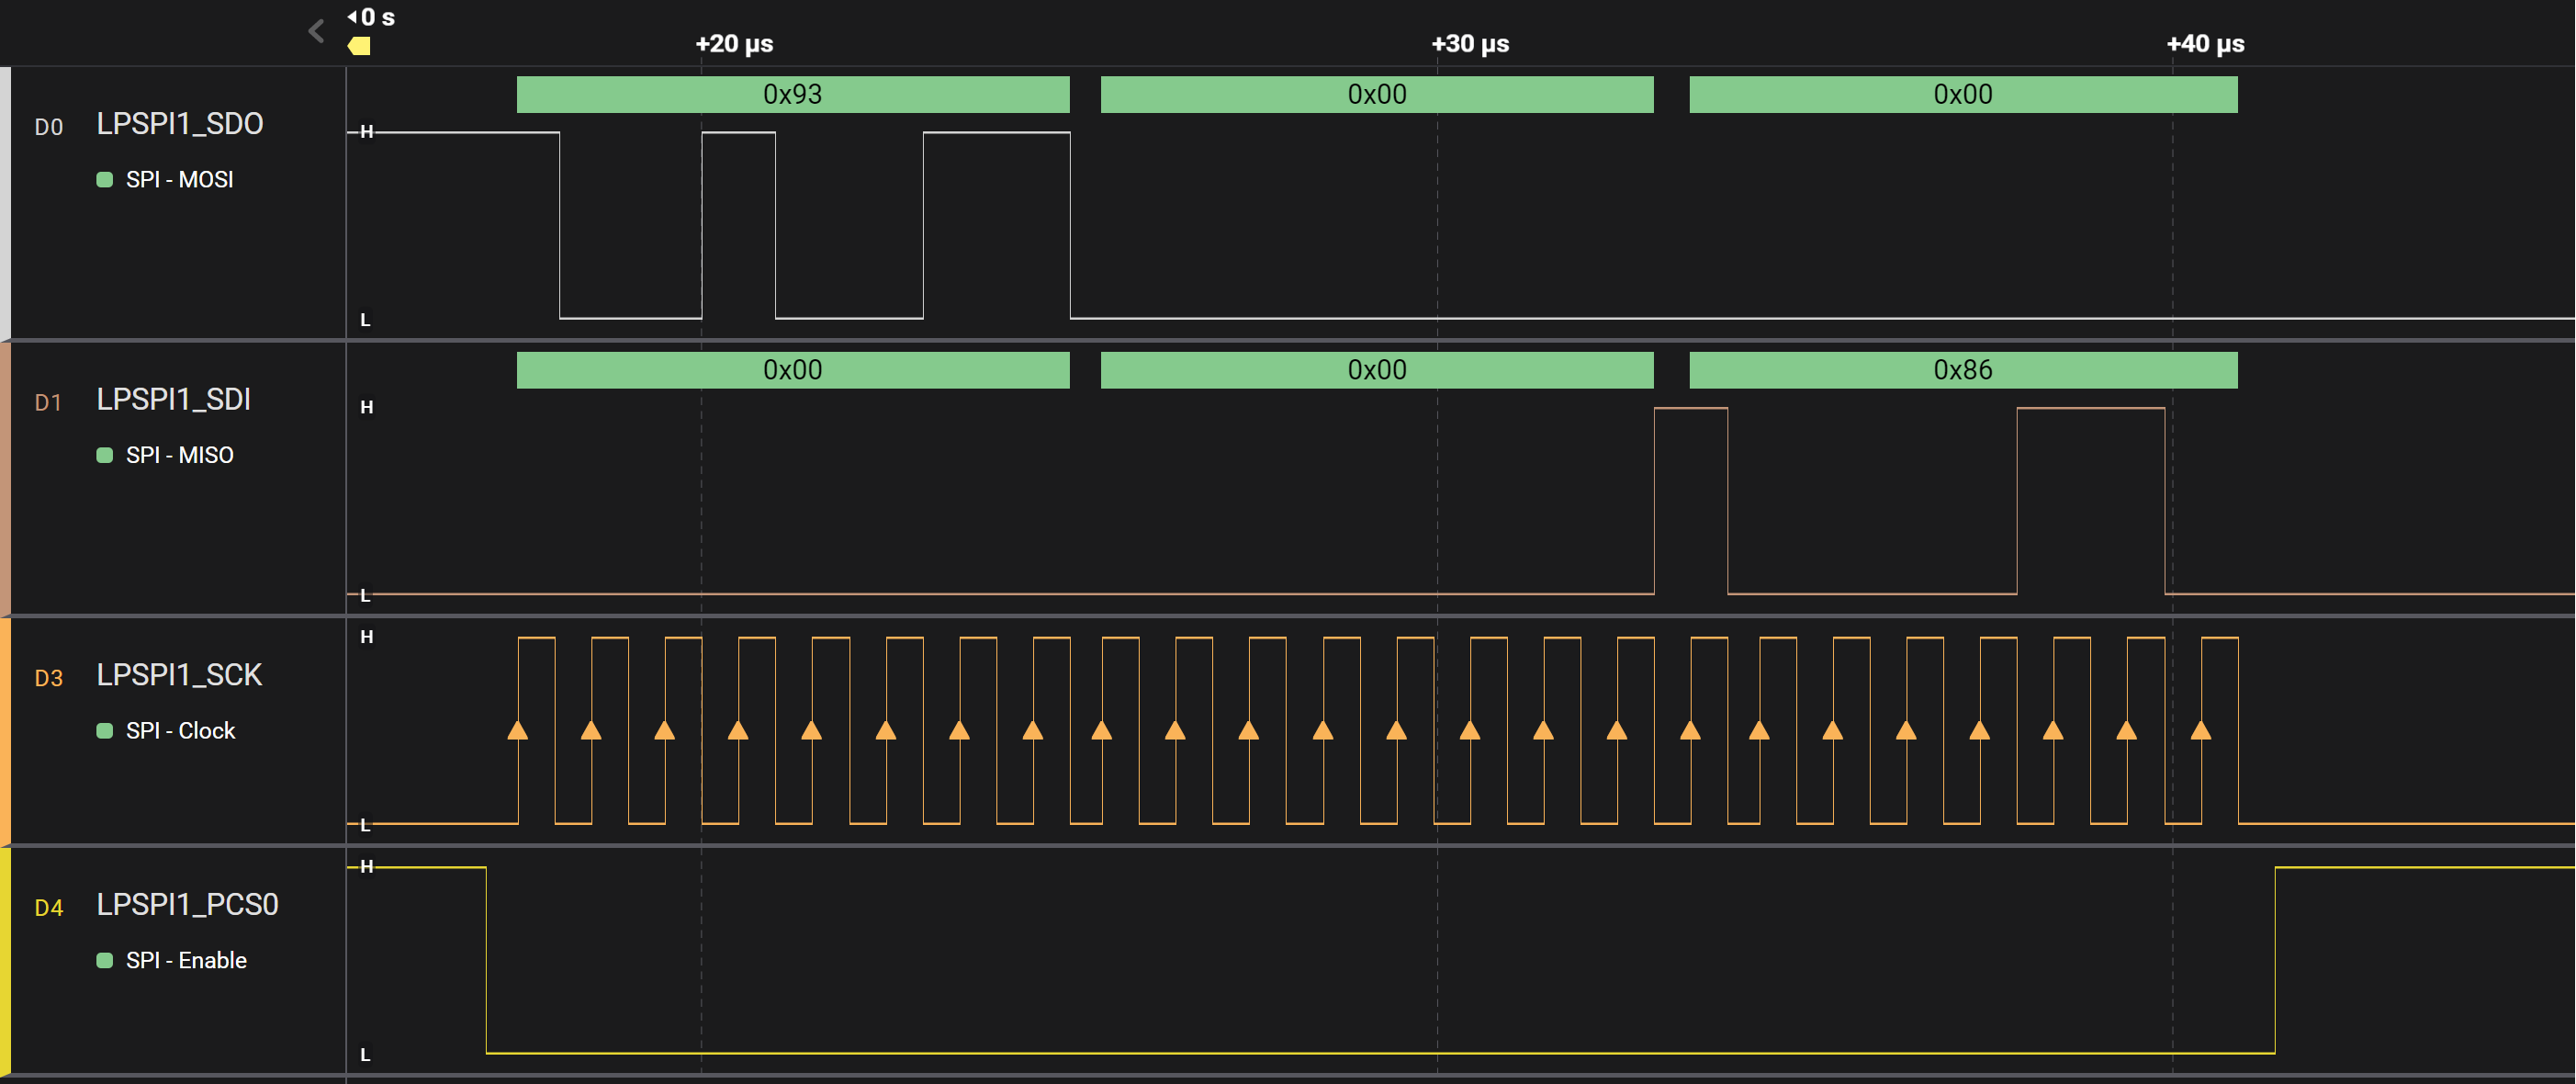 0 s
+20 µs
+30 µs
+40 µs
D0
LPSPI1_SDO
SPI - MOSI
H
L
0x93
0x00
0x00
D1
LPSPI1_SDI
SPI - MISO
H
L
0x00
0x00
0x86
D3
LPSPI1_SCK
SPI - Clock
H
L
D4
LPSPI1_PCS0
SPI - Enable
H
L